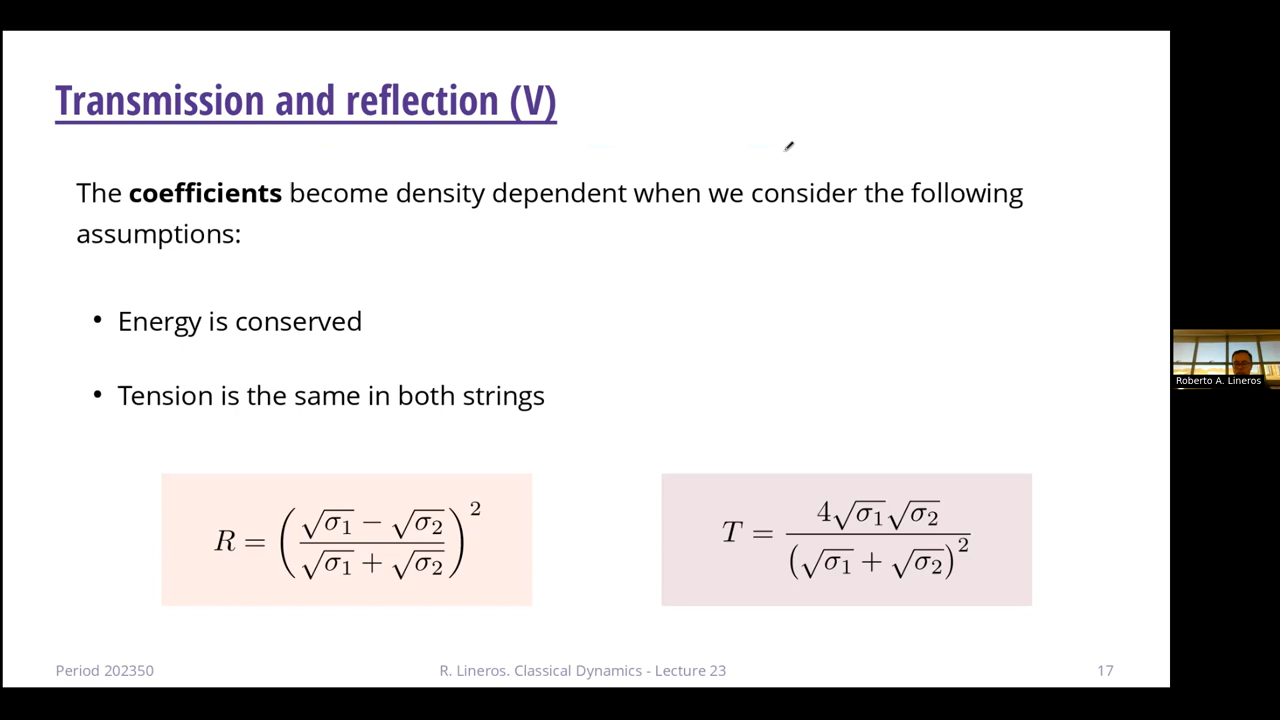 Transmission and reflection (V)
The coefficients become density dependent when we consider the following
assumptions:
• Energy is conserved
• Tension is the same in both strings
R = ( (√σ₁ − √σ₂) / (√σ₁ + √σ₂) )²
T = 4√σ₁√σ₂ / (√σ₁ + √σ₂)²
Roberto A. Lineros
Period 202350
R. Lineros. Classical Dynamics - Lecture 23
17